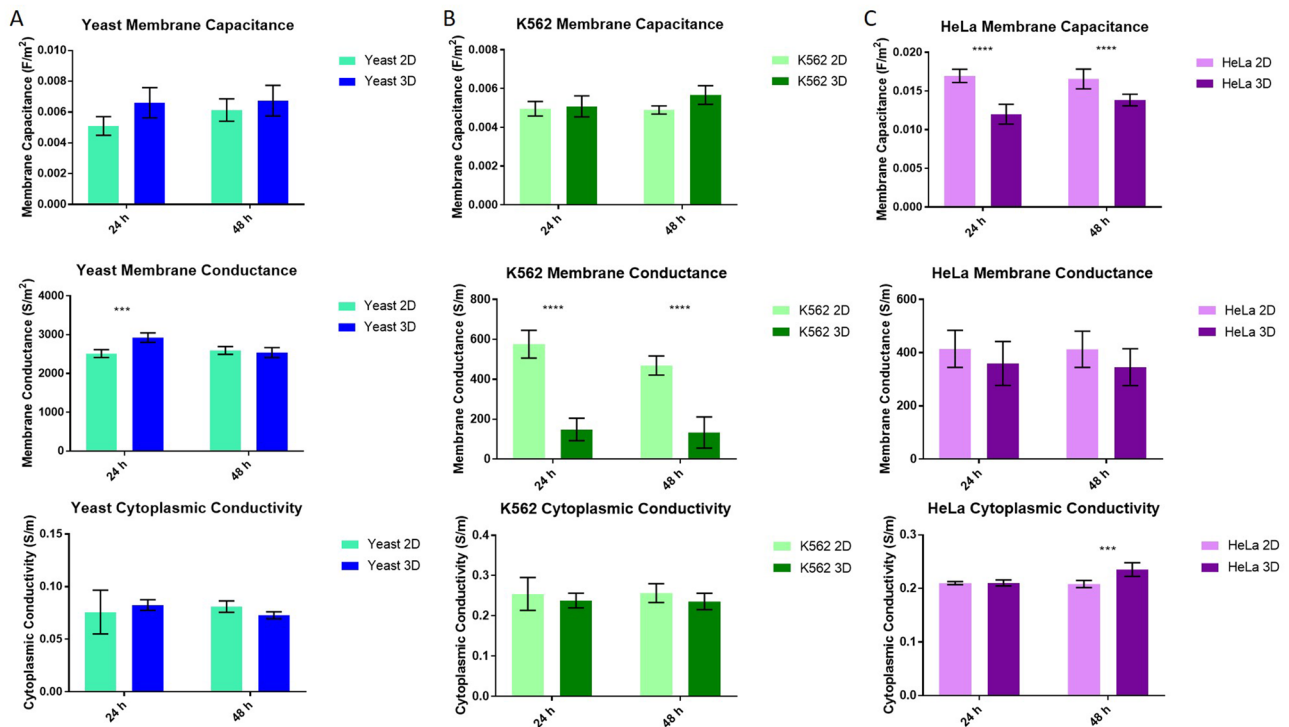 A
Yeast Membrane Capacitance
Membrane Capacitance (F/m²)
0.010
0.008
0.006
0.004
0.002
0.000
24 h
48 h
Yeast 2D
Yeast 3D
B
K562 Membrane Capacitance
Membrane Capacitance (F/m²)
0.008
0.006
0.004
0.002
0.000
24 h
48 h
K562 2D
K562 3D
C
HeLa Membrane Capacitance
Membrane Capacitance (F/m²)
0.020
0.015
0.010
0.005
0.000
****
****
24 h
48 h
HeLa 2D
HeLa 3D
Yeast Membrane Conductance
Membrane Conductance (S/m²)
4000
3000
2000
1000
0
***
24 h
48 h
Yeast 2D
Yeast 3D
K562 Membrane Conductance
Membrane Conductance (S/m)
800
600
400
200
0
****
****
24 h
48 h
K562 2D
K562 3D
HeLa Membrane Conductance
Membrane Conductance (S/m)
600
400
200
0
24 h
48 h
HeLa 2D
HeLa 3D
Yeast Cytoplasmic Conductivity
Cytoplasmic Conductivity (S/m)
0.15
0.10
0.05
0.00
24 h
48 h
Yeast 2D
Yeast 3D
K562 Cytoplasmic Conductivity
Cytoplasmic Conductivity (S/m)
0.4
0.3
0.2
0.1
0.0
24 h
48 h
K562 2D
K562 3D
HeLa Cytoplasmic Conductivity
Cytoplasmic Conductivity (S/m)
0.3
0.2
0.1
0.0
***
24 h
48 h
HeLa 2D
HeLa 3D